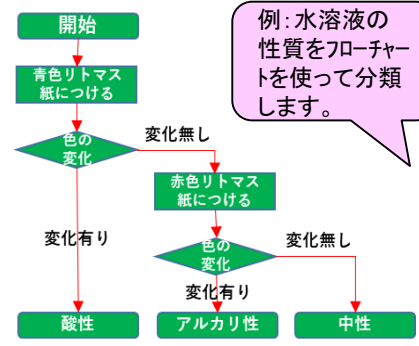 開始
例:水溶液の
性質をフローチャー
トを使って分類
します。
青色リトマス
紙につける
色の
変化
変化無し
赤色リトマス
紙につける
変化有り
色の
変化
変化無し
変化有り
酸性
アルカリ性
中性